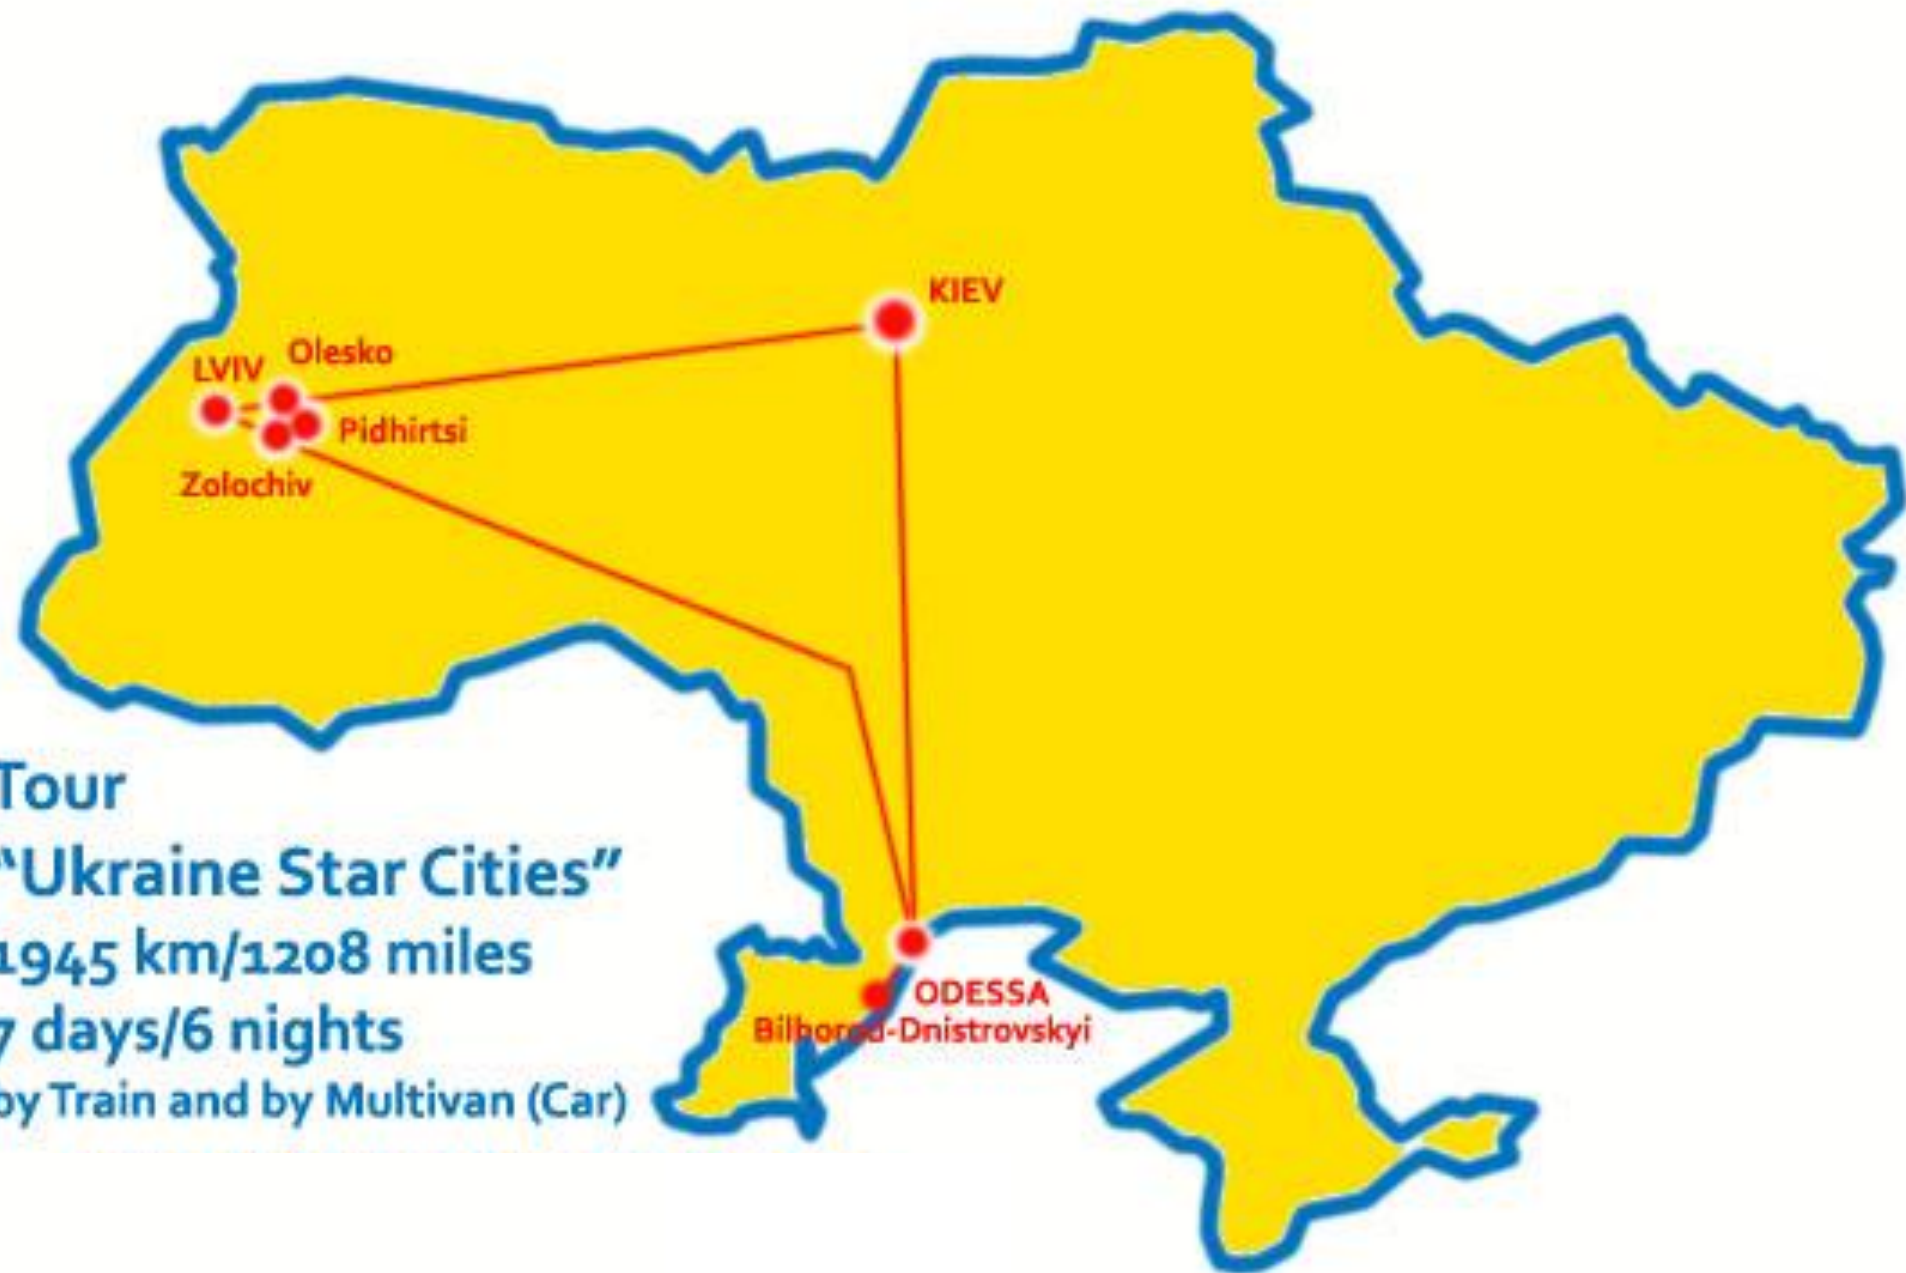 KIEV
Olesko
LVIV
Pidhirtsi
Zolochiv
ODESSA
Bilhorod-Dnistrovskyi
Tour
“Ukraine Star Cities”
1945 km/1208 miles
7 days/6 nights
by Train and by Multivan (Car)